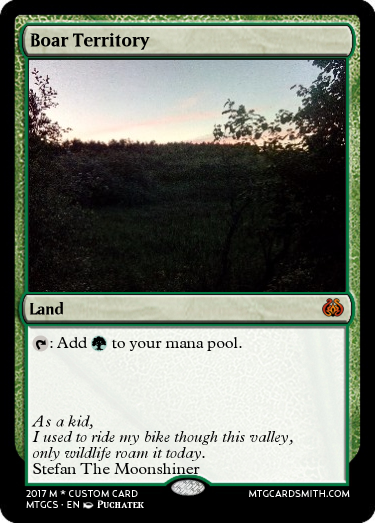 Boar Territory
Land
: Add to your mana pool.
As a kid,
I used to ride my bike though this valley,
only wildlife roam it today.
Stefan The Moonshiner
2017 M * CUSTOM CARD
MTGCARDSMITH.COM
MTGCS · EN PUCHATEK